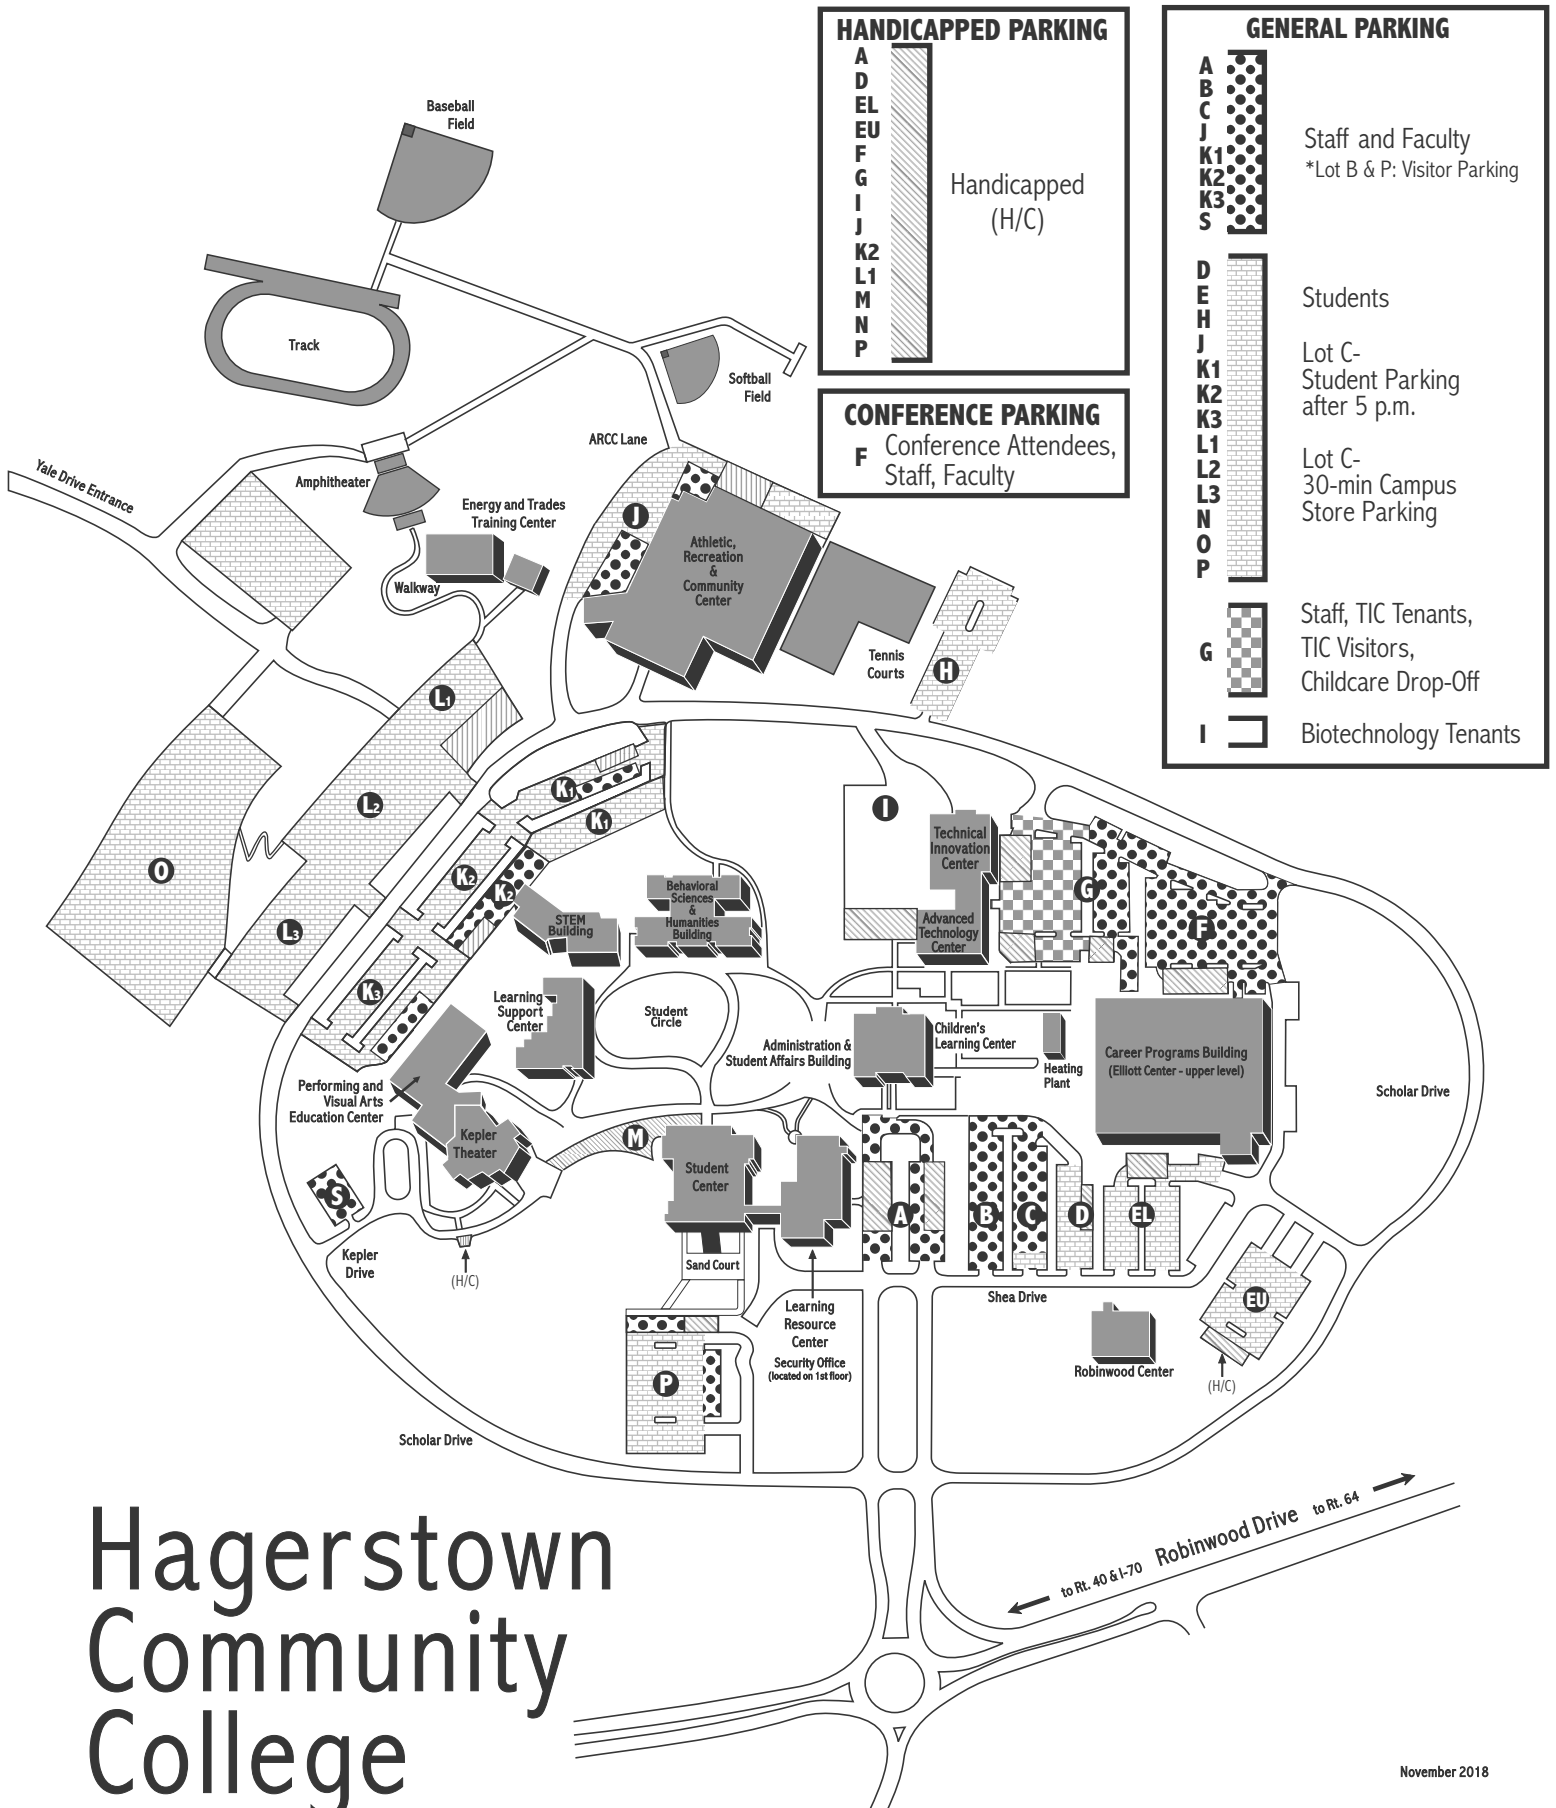 HANDICAPPED PARKING
A
D
EL
EU
F
G
I
J
K2
L1
M
N
P
Handicapped
(H/C)
CONFERENCE PARKING
F
Conference Attendees,
Staff, Faculty
GENERAL PARKING
A
B
C
J
K1
K2
K3
S
Staff and Faculty
*Lot B & P: Visitor Parking
D
E
H
J
K1
K2
K3
L1
L2
L3
N
O
P
Students
Lot C-
Student Parking
after 5 p.m.
Lot C-
30-min Campus
Store Parking
G
Staff, TIC Tenants,
TIC Visitors,
Childcare Drop-Off
I
Biotechnology Tenants
Baseball
Field
Track
Softball
Field
ARCC Lane
Yale Drive Entrance
Amphitheater
Energy and Trades
Training Center
Walkway
J
Athletic,
Recreation
&
Community
Center
Tennis
Courts
H
L1
L2
L3
O
K1
K1
K2
K2
K3
I
Technical
Innovation
Center
Advanced
Technology
Center
G
F
STEM
Building
Behavioral
Sciences
&
Humanities
Building
Learning
Support
Center
Student
Circle
Administration &
Student Affairs Building
Children's
Learning Center
Heating
Plant
Career Programs Building
(Elliott Center - upper level)
Scholar Drive
Performing and
Visual Arts
Education Center
Kepler
Theater
M
Student
Center
S
A
B
C
D
EL
Kepler
Drive
(H/C)
Sand Court
Learning
Resource
Center
Security Office
(located on 1st floor)
Shea Drive
EU
Robinwood Center
(H/C)
P
Scholar Drive
to Rt. 40 & I-70
Robinwood Drive
to Rt. 64
Hagerstown
Community
College
November 2018